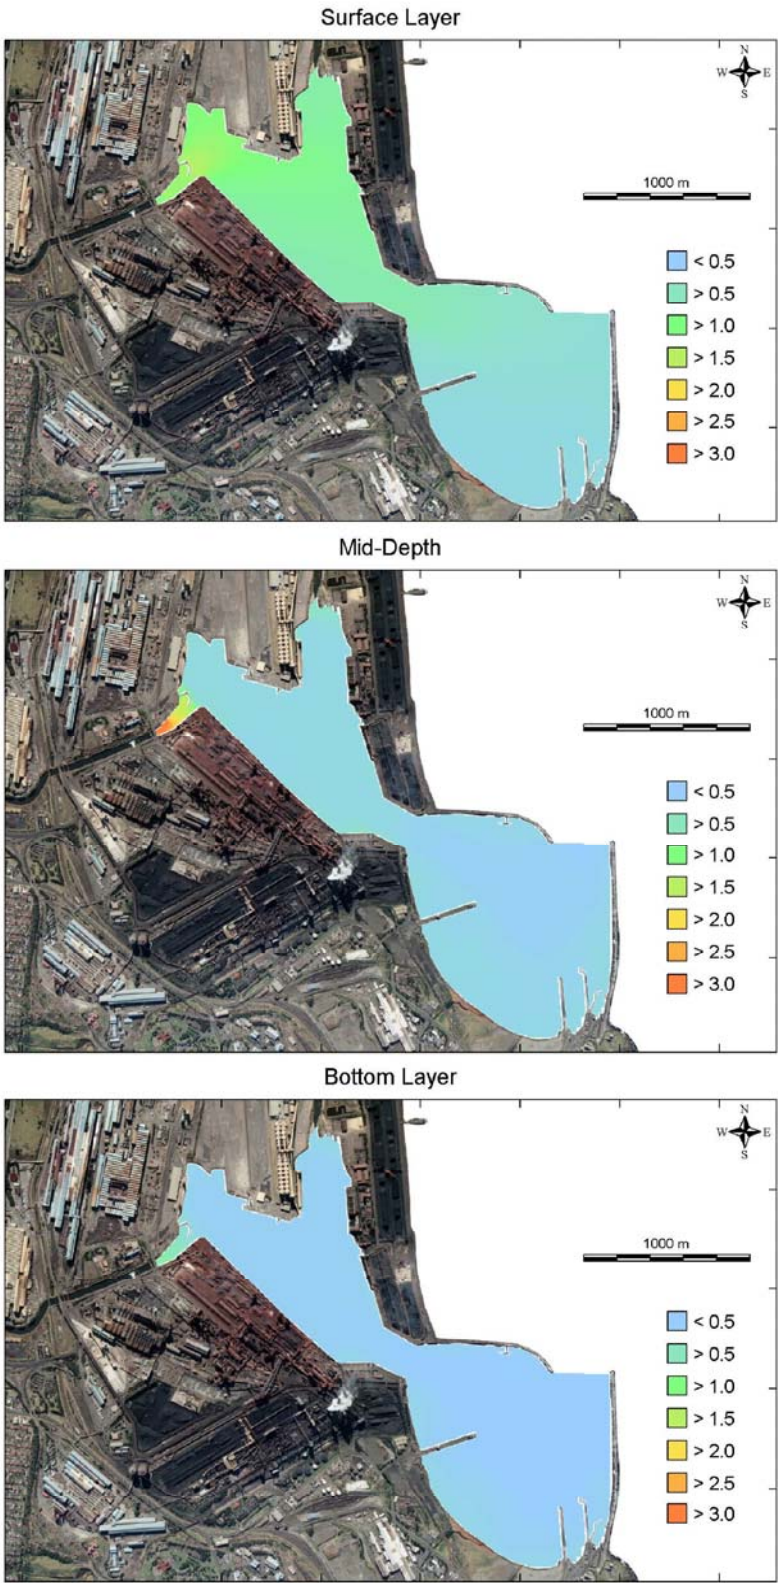 Surface Layer
N
W E
S
1000 m
< 0.5
> 0.5
> 1.0
> 1.5
> 2.0
> 2.5
> 3.0
Mid-Depth
N
W E
S
1000 m
< 0.5
> 0.5
> 1.0
> 1.5
> 2.0
> 2.5
> 3.0
Bottom Layer
N
W E
S
1000 m
< 0.5
> 0.5
> 1.0
> 1.5
> 2.0
> 2.5
> 3.0